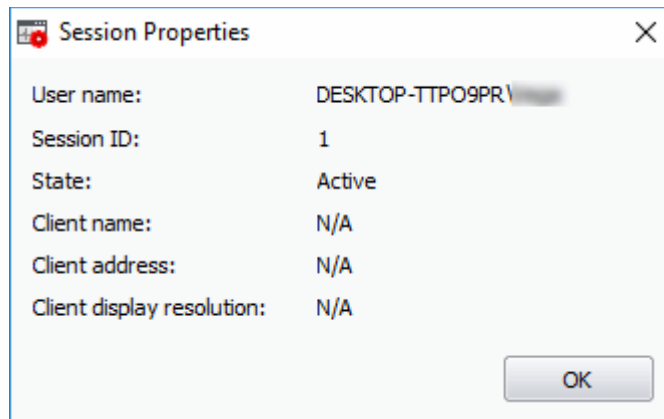 Session Properties
User name: DESKTOP-TTPO9PR\
Session ID: 1
State: Active
Client name: N/A
Client address: N/A
Client display resolution: N/A
OK